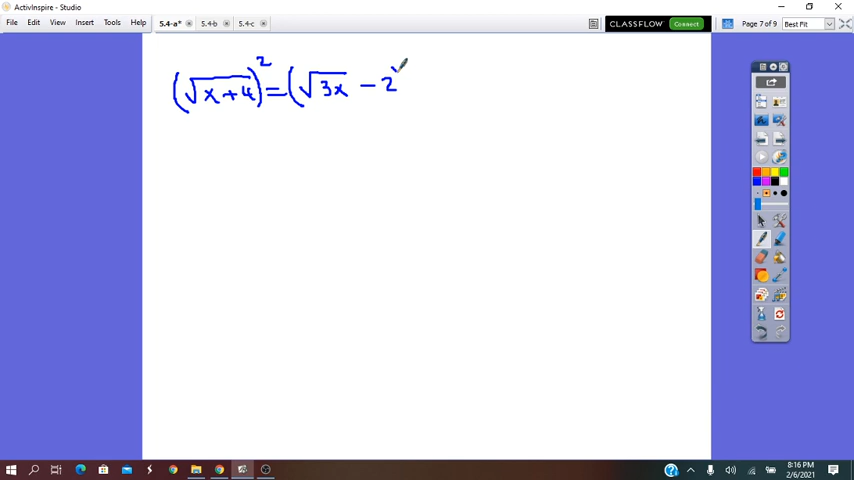 ActivInspire - Studio
File Edit View Insert Tools Help 5.4-a* 5.4-b 5.4-c CLASSFLOW Connect Page 7 of 9 Best Fit
(√x+4)² = (√3x − 2
8:16 PM
2/6/2021